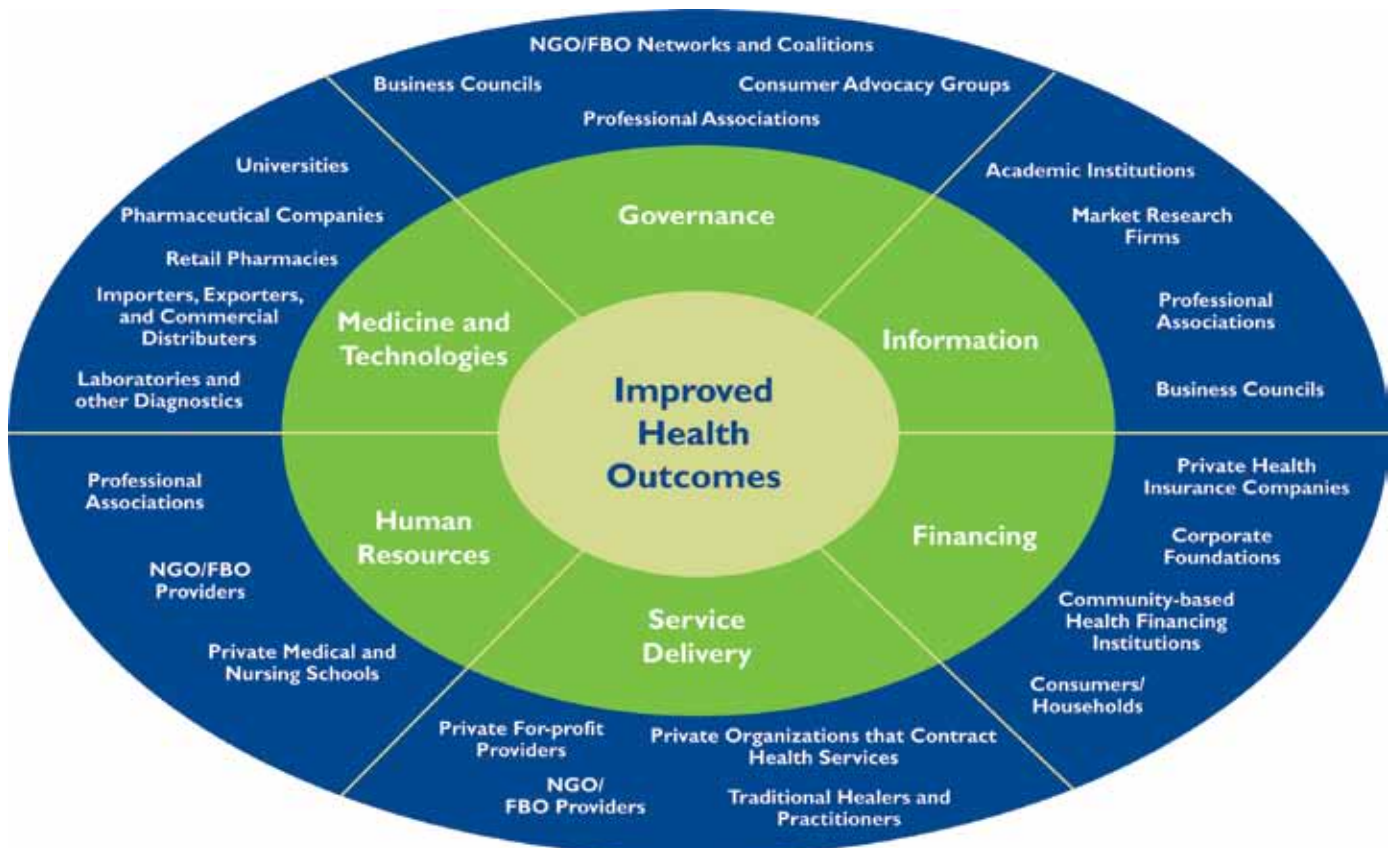 NGO/FBO Networks and Coalitions
Business Councils
Consumer Advocacy Groups
Professional Associations
Governance
Academic Institutions
Market Research
Firms
Professional
Associations
Business Councils
Information
Private Health
Insurance Companies
Corporate
Foundations
Community-based
Health Financing
Institutions
Consumers/
Households
Financing
Service
Delivery
Private For-profit
Providers
Private Organizations that Contract
Health Services
NGO/
FBO Providers
Traditional Healers and
Practitioners
Human
Resources
Professional
Associations
NGO/FBO
Providers
Private Medical and
Nursing Schools
Medicine and
Technologies
Universities
Pharmaceutical Companies
Retail Pharmacies
Importers, Exporters,
and Commercial
Distributers
Laboratories and
other Diagnostics
Improved
Health
Outcomes